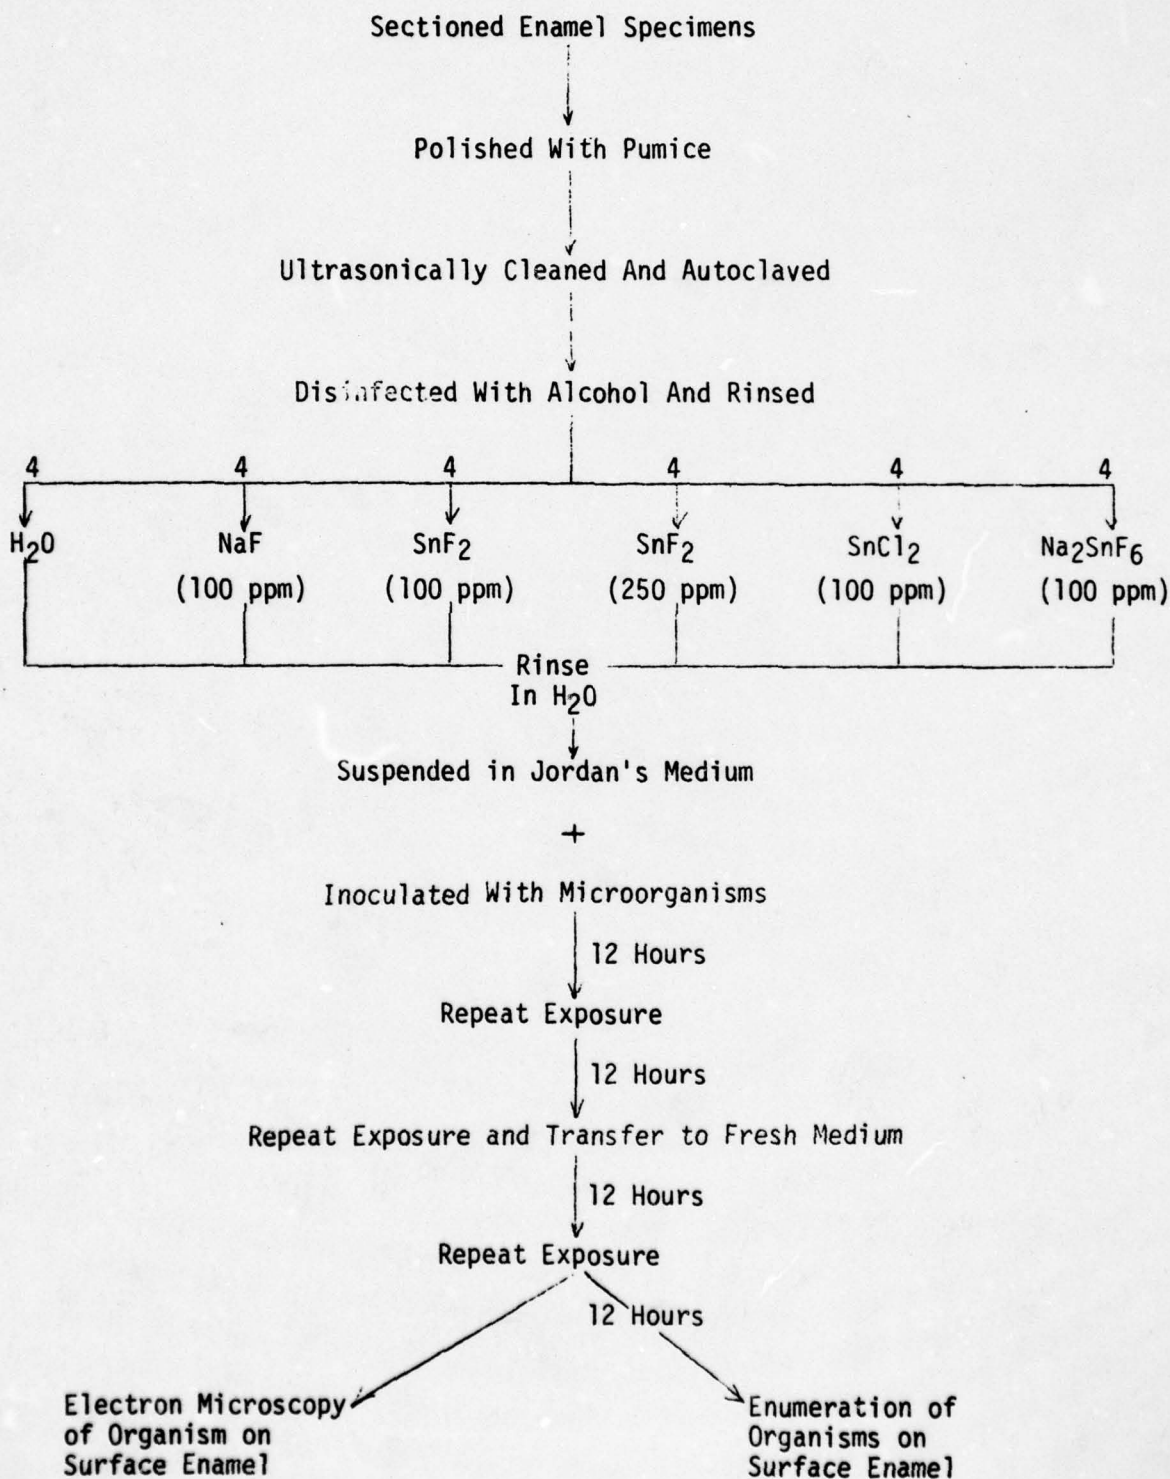 Sectioned Enamel Specimens
Polished With Pumice
Ultrasonically Cleaned And Autoclaved
Disinfected With Alcohol And Rinsed
4 4 4 4 4 4
H2O NaF SnF2 SnF2 SnCl2 Na2SnF6
(100 ppm) (100 ppm) (250 ppm) (100 ppm) (100 ppm)
Rinse
In H2O
Suspended in Jordan's Medium
+
Inoculated With Microorganisms
12 Hours
Repeat Exposure
12 Hours
Repeat Exposure and Transfer to Fresh Medium
12 Hours
Repeat Exposure
12 Hours
Electron Microscopy
of Organism on
Surface Enamel
Enumeration of
Organisms on
Surface Enamel